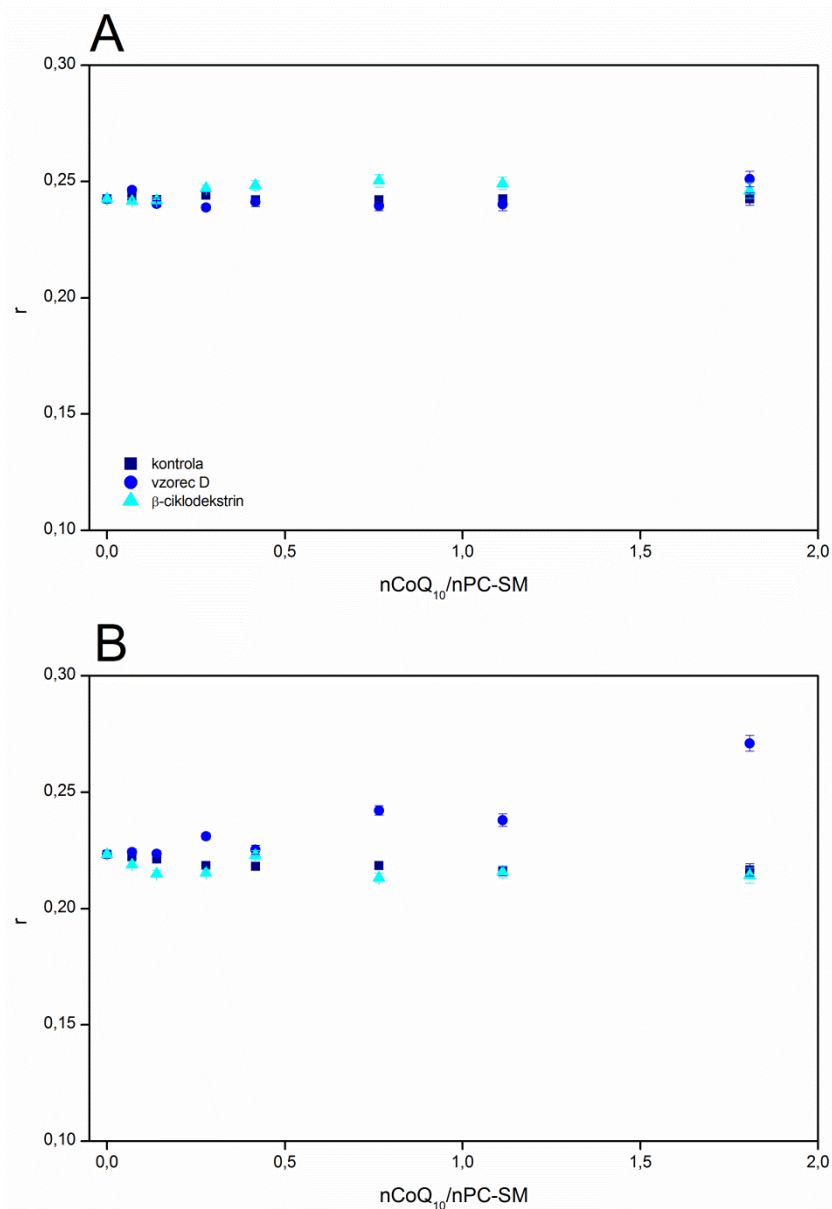 A
0,30
0,25
0,20
0,15
0,10
r
kontrola
vzorec D
β-ciklodekstrin
0,0 0,5 1,0 1,5 2,0
nCoQ₁₀/nPC-SM
B
0,30
0,25
0,20
0,15
0,10
r
0,0 0,5 1,0 1,5 2,0
nCoQ₁₀/nPC-SM